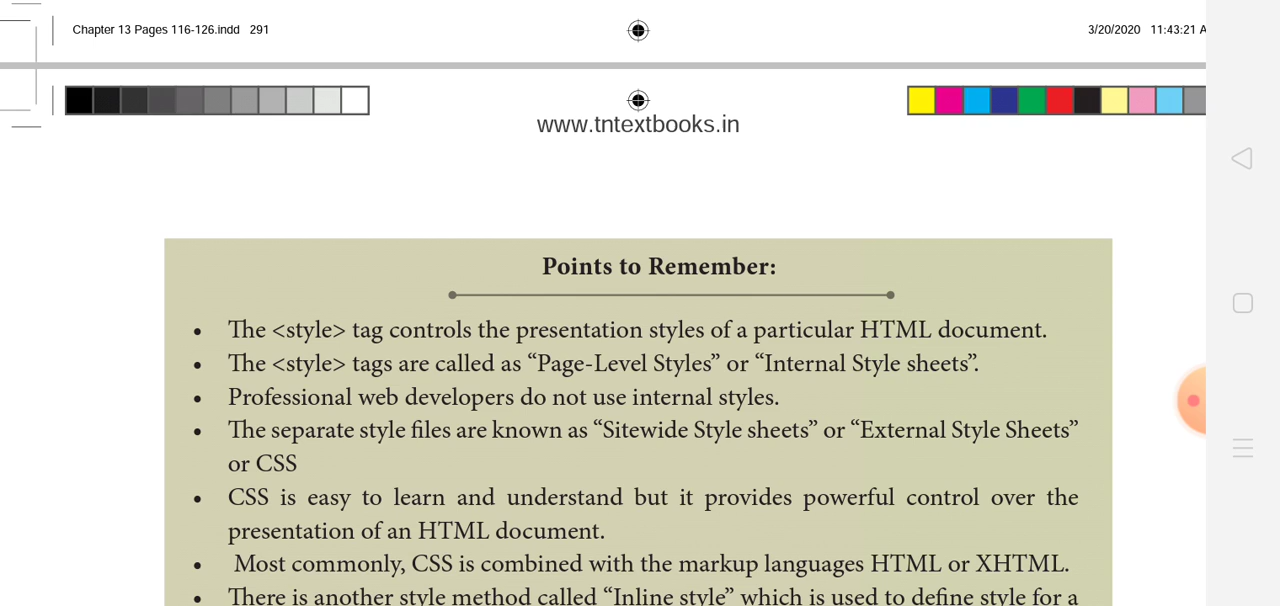 Chapter 13 Pages 116-126.indd 291
3/20/2020 11:43:21 A
www.tntextbooks.in
Points to Remember:
• The <style> tag controls the presentation styles of a particular HTML document.
• The <style> tags are called as “Page-Level Styles” or “Internal Style sheets”.
• Professional web developers do not use internal styles.
• The separate style files are known as “Sitewide Style sheets” or “External Style Sheets”
or CSS
• CSS is easy to learn and understand but it provides powerful control over the
presentation of an HTML document.
• Most commonly, CSS is combined with the markup languages HTML or XHTML.
• There is another style method called “Inline style” which is used to define style for a